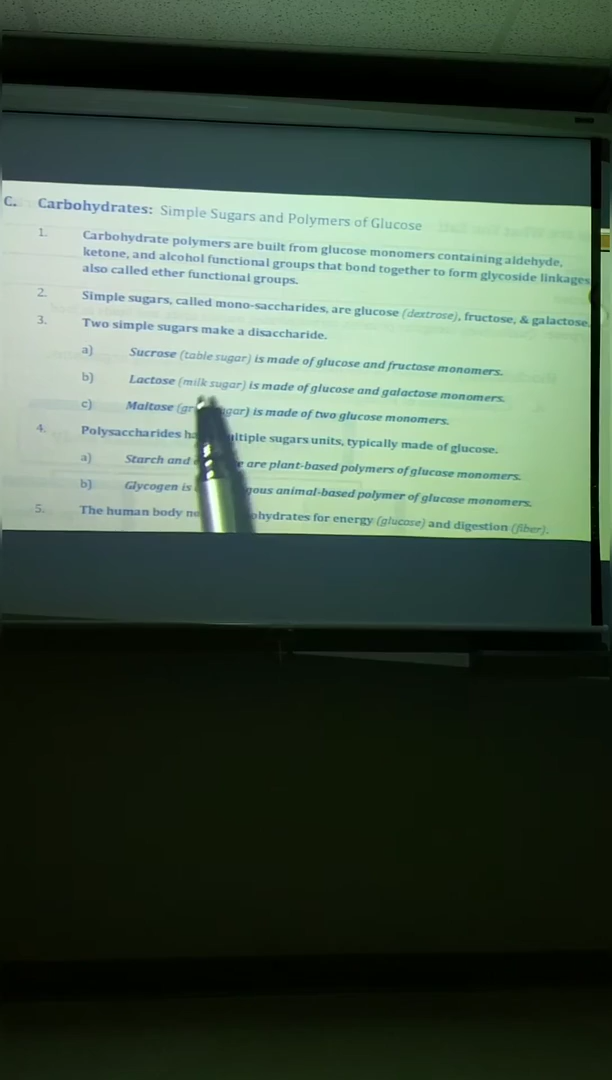 C. Carbohydrates: Simple Sugars and Polymers of Glucose
1. Carbohydrate polymers are built from glucose monomers containing aldehyde,
ketone, and alcohol functional groups that bond together to form glycoside linkages
also called ether functional groups.
2. Simple sugars, called mono-saccharides, are glucose (dextrose), fructose, & galactose.
3. Two simple sugars make a disaccharide.
a) Sucrose (table sugar) is made of glucose and fructose monomers.
b) Lactose (milk sugar) is made of glucose and galactose monomers.
c) Maltose is made of two glucose monomers.
4. Polysaccharides sugars units, typically made of glucose.
a) Starch and are plant-based polymers of glucose monomers.
b) Glycogen is animal-based polymer of glucose monomers.
5. The human body for energy (glucose) and digestion (fiber).